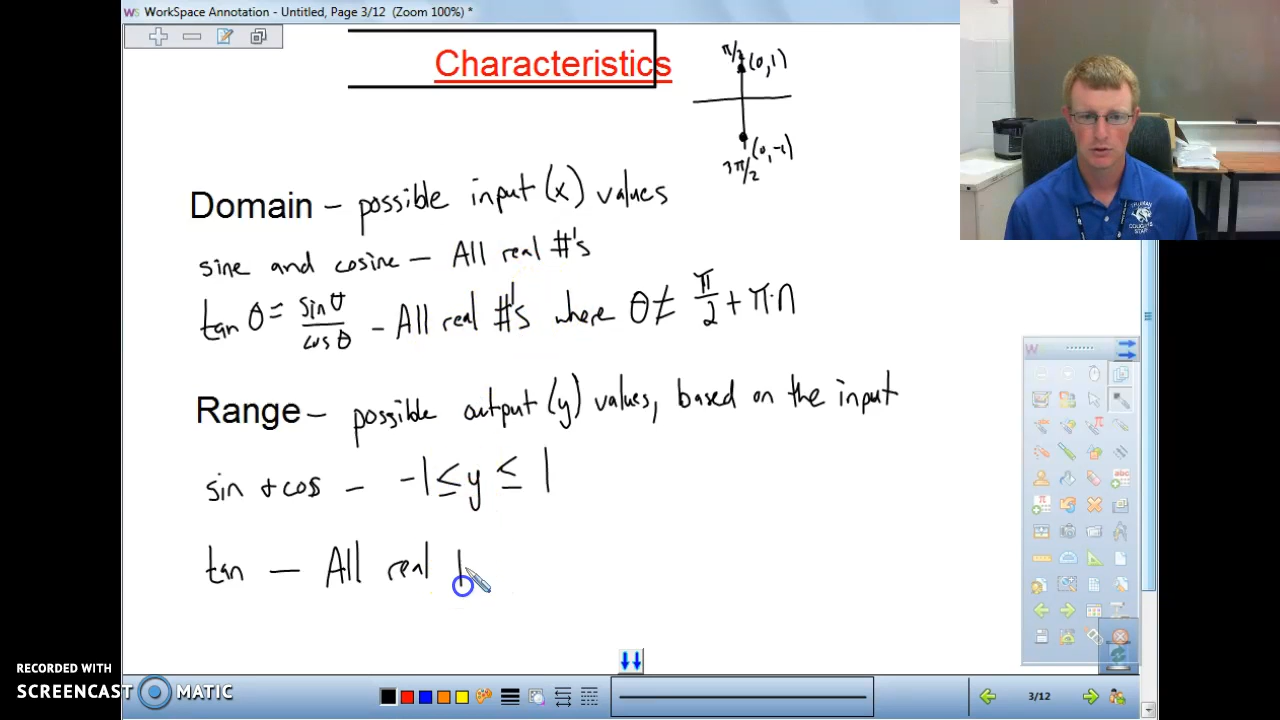 WorkSpace Annotation - Untitled, Page 3/12 (Zoom 100%) *
Characteristics
π/2 (0,1)
(0,-1)
3π/2
Domain – possible input (x) values
sine and cosine – All real #'s
tan θ = sin θ / cos θ – All real #'s where θ ≠ π/2 + π·n
Range – possible output (y) values, based on the input
sin + cos – -1 ≤ y ≤ 1
tan – All real
RECORDED WITH
SCREENCAST MATIC
3/12